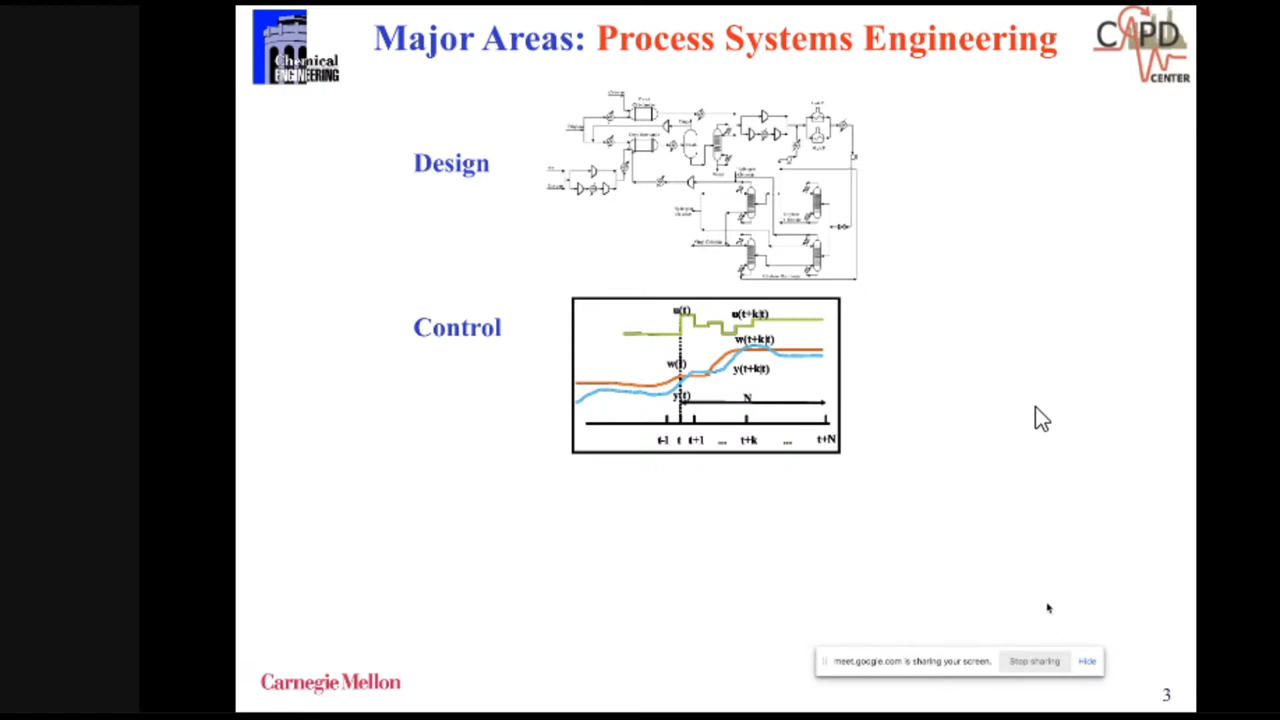 Major Areas: Process Systems Engineering
Chemical
ENGINEERING
CAPD
CENTER
Design
Control
u(t)
u(t+k|t)
w(t+k|t)
w(t)
y(t+k|t)
y(t)
N
t-1 t t+1 ... t+k ... t+N
meet.google.com is sharing your screen. Stop sharing Hide
Carnegie Mellon
3